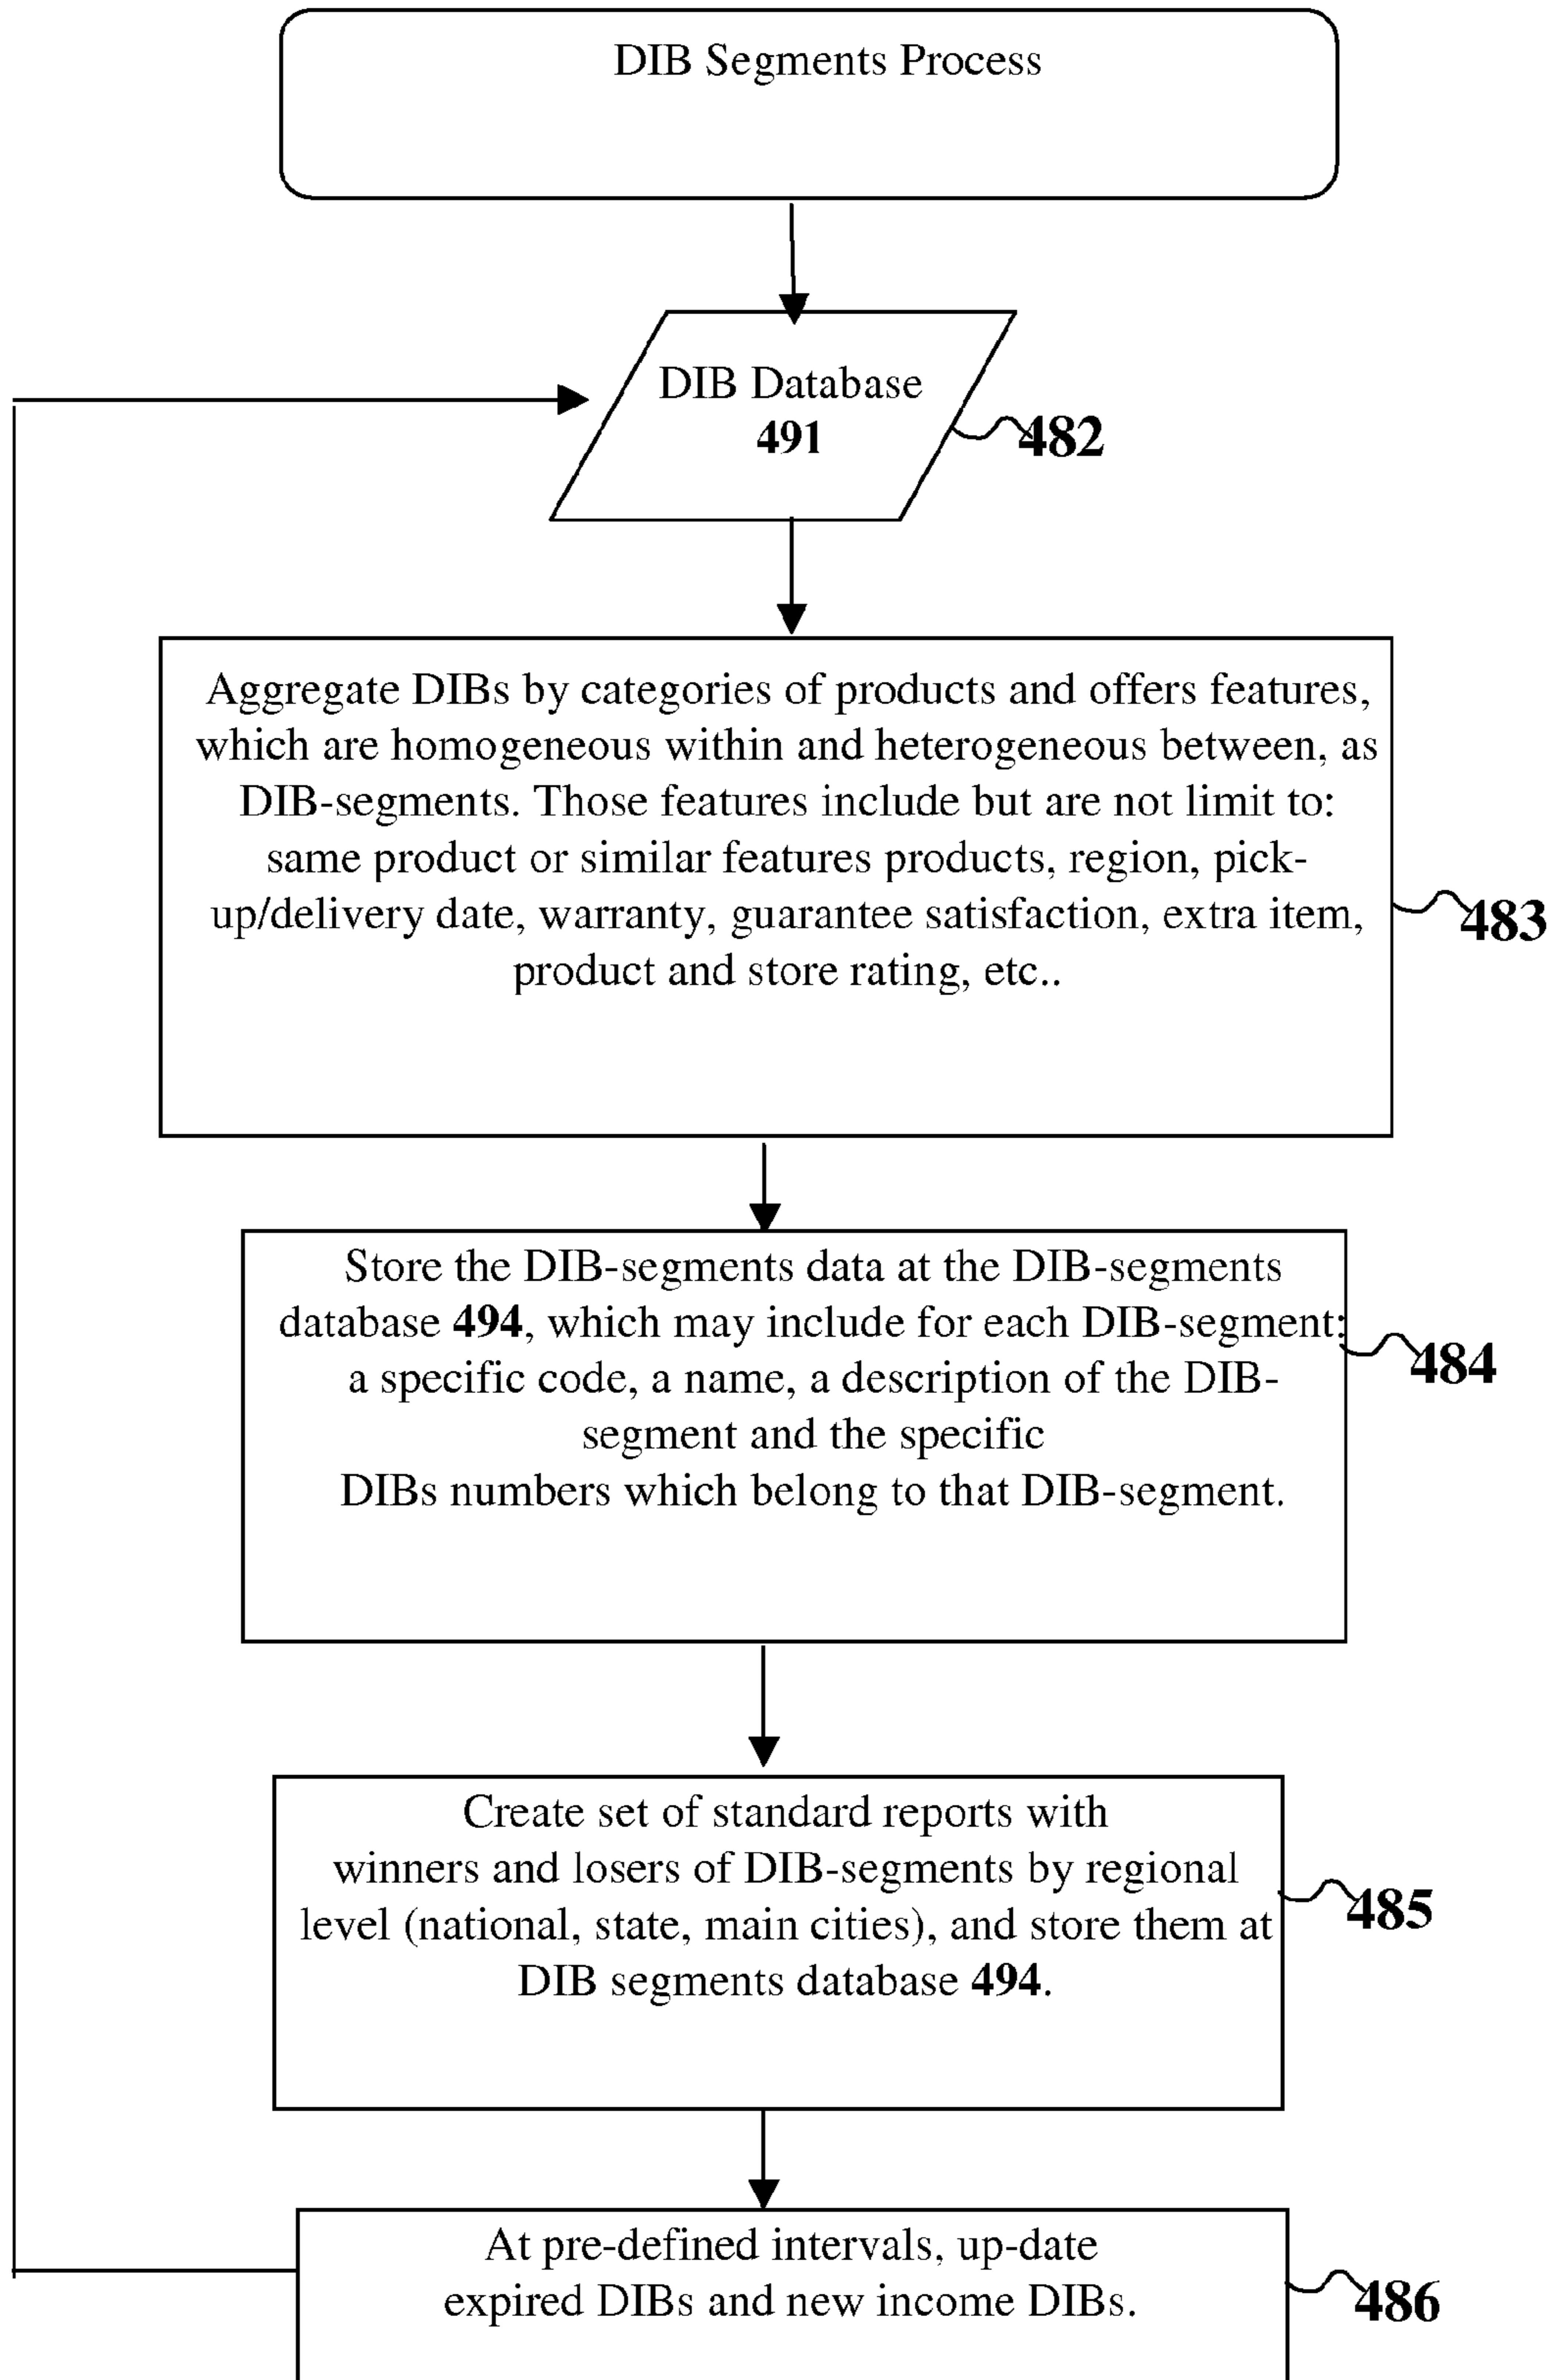 DIB Segments Process
DIB Database
491
482
Aggregate DIBs by categories of products and offers features,
which are homogeneous within and heterogeneous between, as
DIB-segments. Those features include but are not limit to:
same product or similar features products, region, pick-
up/delivery date, warranty, guarantee satisfaction, extra item,
product and store rating, etc..
483
Store the DIB-segments data at the DIB-segments
database 494, which may include for each DIB-segment:
a specific code, a name, a description of the DIB-
segment and the specific
DIBs numbers which belong to that DIB-segment.
484
Create set of standard reports with
winners and losers of DIB-segments by regional
level (national, state, main cities), and store them at
DIB segments database 494.
485
At pre-defined intervals, up-date
expired DIBs and new income DIBs.
486